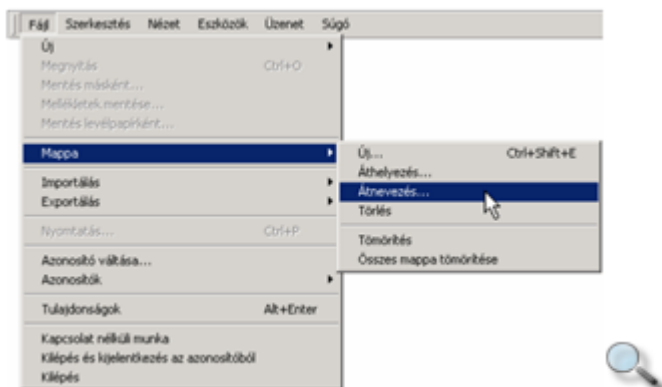 Fájl Szerkesztés Nézet Eszközök Üzenet Súgó
Új
Megnyitás Ctrl+O
Mentés másként...
Mellékletek mentése...
Mentés levélpapírként...
Mappa
Új... Ctrl+Shift+E
Áthelyezés...
Átnevezés...
Törlés
Tömörítés
Összes mappa tömörítése
Importálás
Exportálás
Nyomtatás... Ctrl+P
Azonosító váltása...
Azonosítók
Tulajdonságok Alt+Enter
Kapcsolat nélküli munka
Kilépés és kijelentkezés az azonosítóból
Kilépés